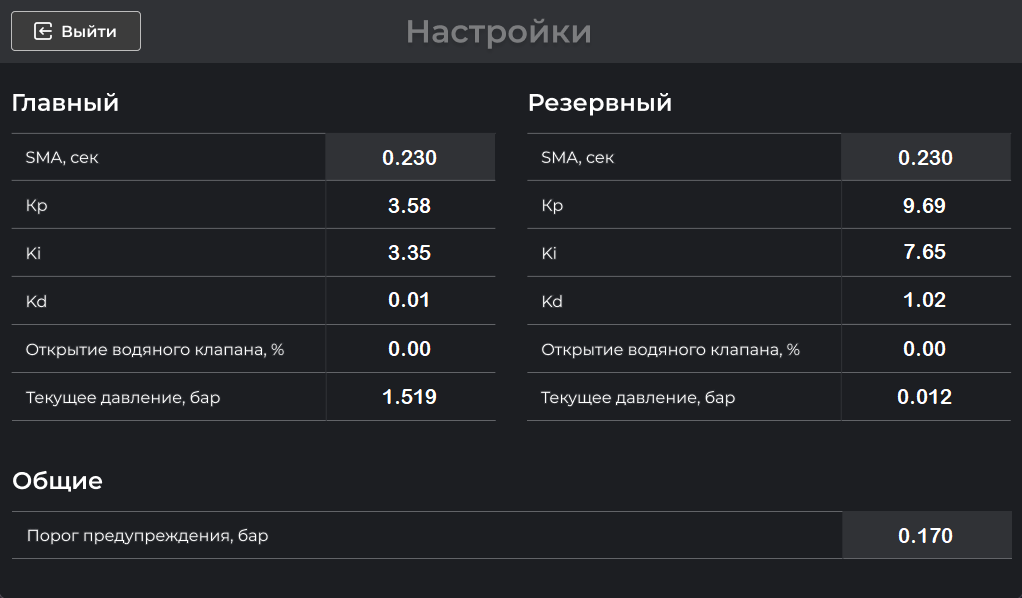 Выйти
Настройки
Главный
SMA, сек 0.230
Kp 3.58
Ki 3.35
Kd 0.01
Открытие водяного клапана, % 0.00
Текущее давление, бар 1.519
Резервный
SMA, сек 0.230
Kp 9.69
Ki 7.65
Kd 1.02
Открытие водяного клапана, % 0.00
Текущее давление, бар 0.012
Общие
Порог предупреждения, бар 0.170